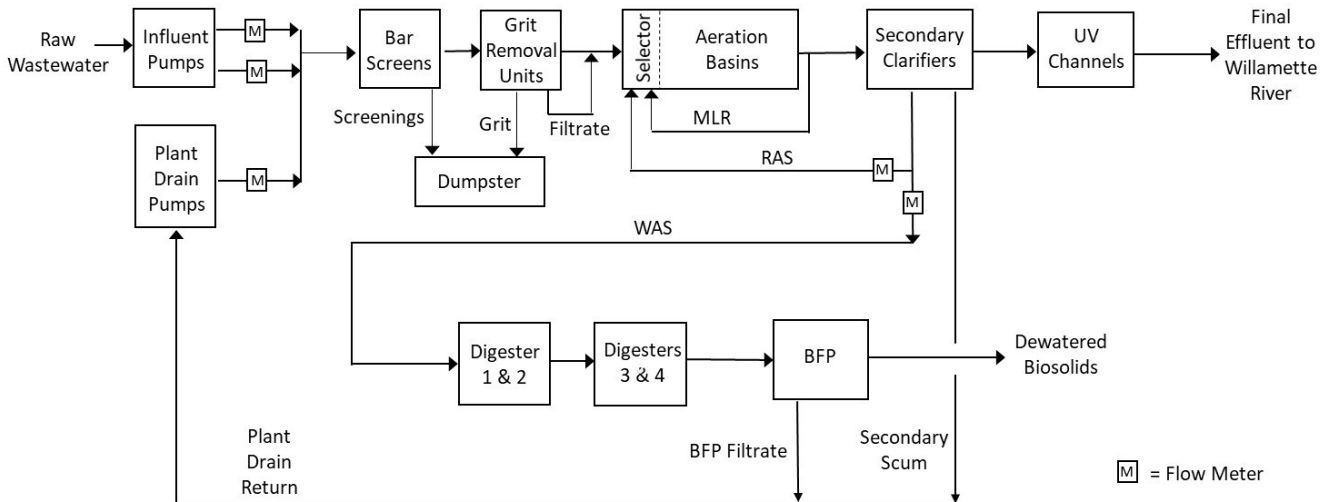 Raw
Wastewater
Influent
Pumps
M
M
Plant
Drain
Pumps
M
Bar
Screens
Screenings
Grit
Removal
Units
Grit
Filtrate
Dumpster
Selector
Aeration
Basins
MLR
RAS
M
M
WAS
Secondary
Clarifiers
UV
Channels
Final
Effluent to
Willamette
River
Digester
1 & 2
Digesters
3 & 4
BFP
Dewatered
Biosolids
Plant
Drain
Return
BFP Filtrate
Secondary
Scum
M = Flow Meter